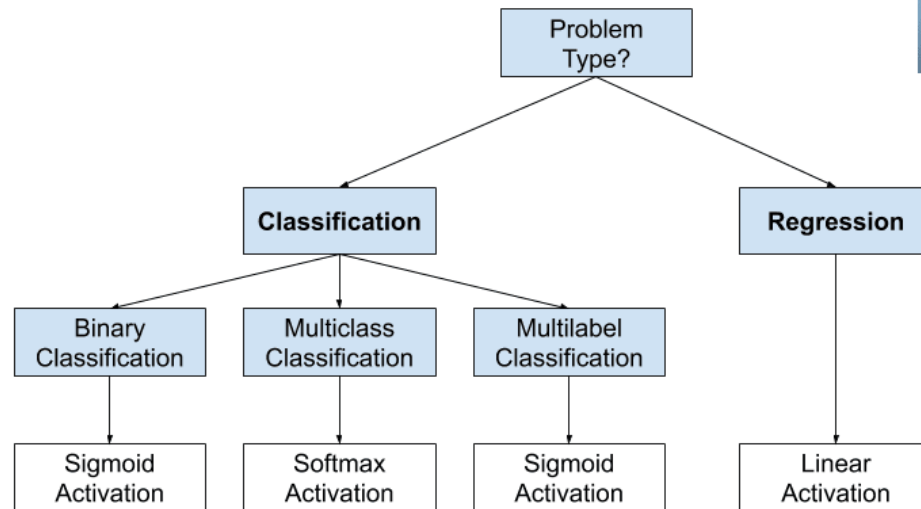 Problem
Type?
Classification
Regression
Binary
Classification
Multiclass
Classification
Multilabel
Classification
Sigmoid
Activation
Softmax
Activation
Sigmoid
Activation
Linear
Activation